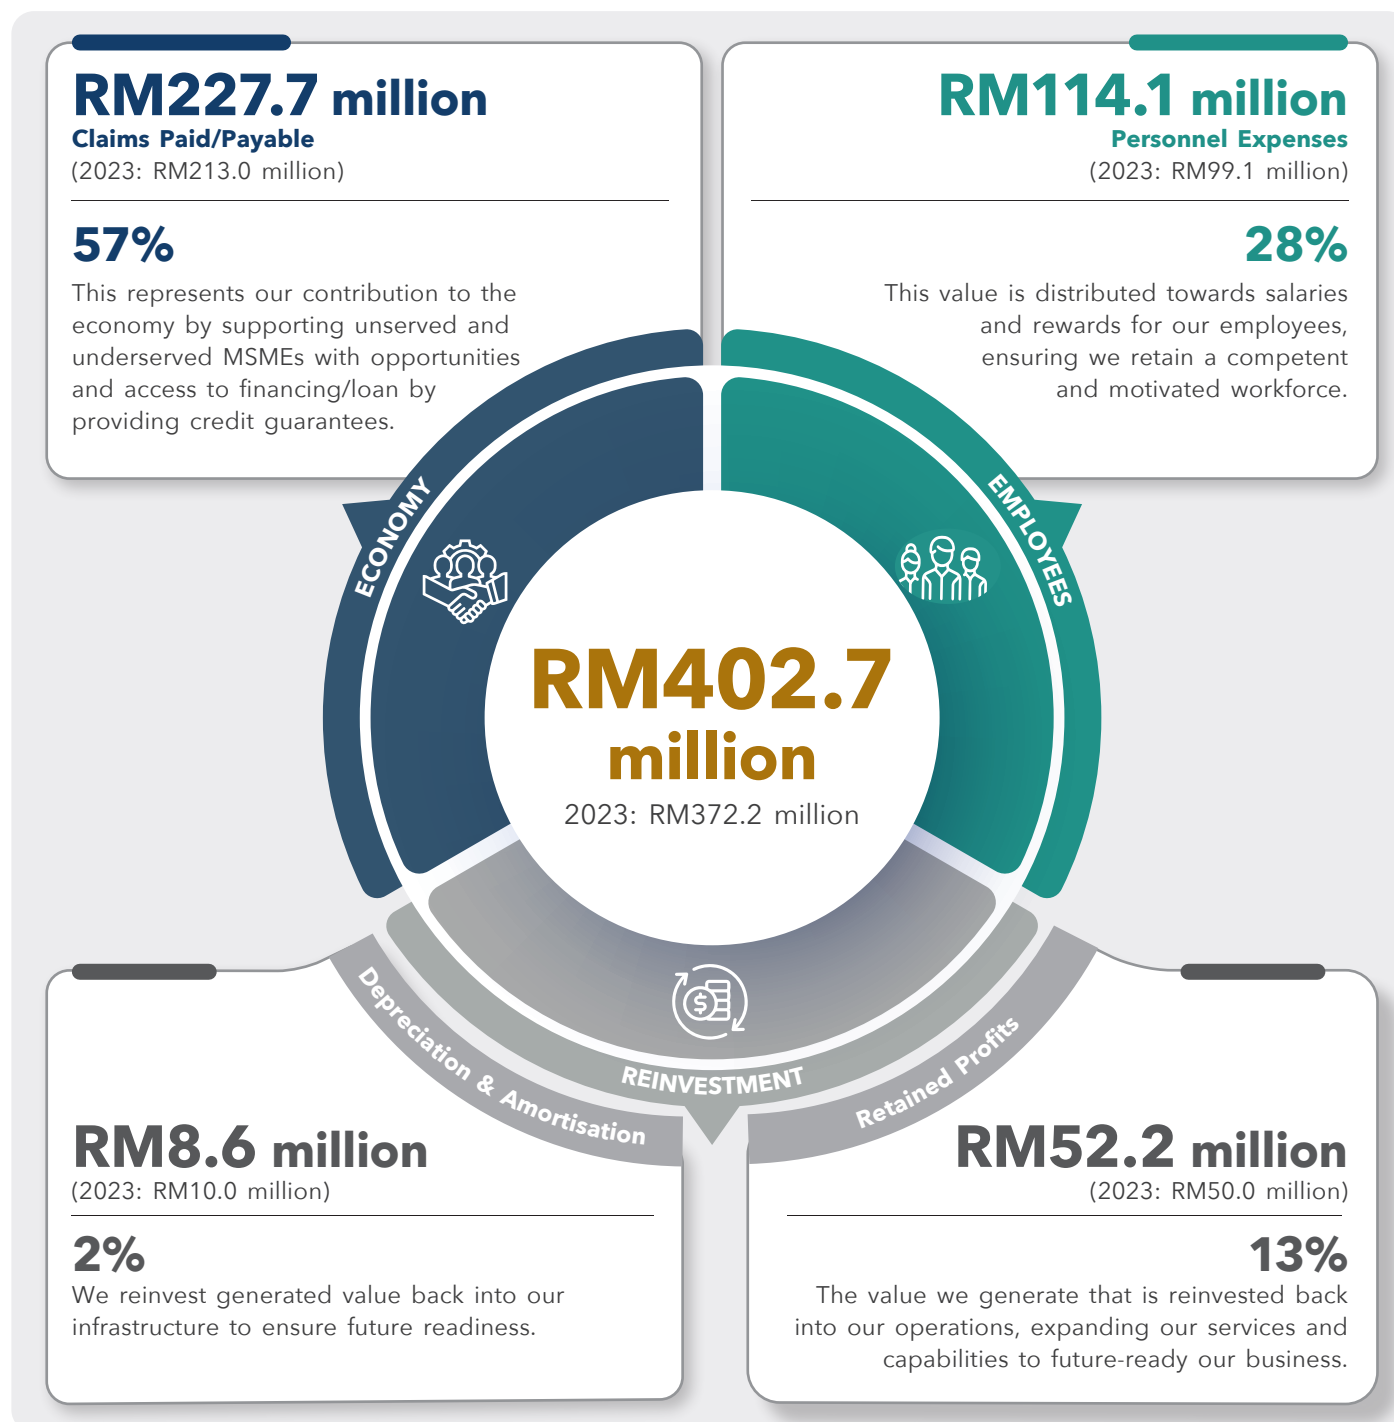 RM227.7 million
Claims Paid/Payable
(2023: RM213.0 million)
57%
This represents our contribution to the
economy by supporting unserved and
underserved MSMEs with opportunities
and access to financing/loan by
providing credit guarantees.
RM114.1 million
Personnel Expenses
(2023: RM99.1 million)
28%
This value is distributed towards salaries
and rewards for our employees,
ensuring we retain a competent
and motivated workforce.
ECONOMY
EMPLOYEES
RM402.7
million
2023: RM372.2 million
REINVESTMENT
Depreciation & Amortisation
RM8.6 million
(2023: RM10.0 million)
2%
We reinvest generated value back into our
infrastructure to ensure future readiness.
Retained Profits
RM52.2 million
(2023: RM50.0 million)
13%
The value we generate that is reinvested back
into our operations, expanding our services and
capabilities to future-ready our business.